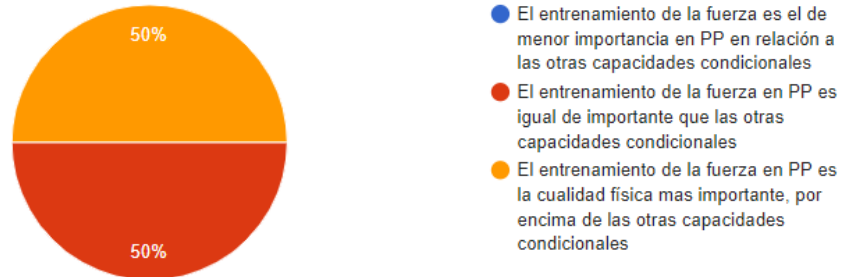 50%
50%
El entrenamiento de la fuerza es el de
menor importancia en PP en relación a
las otras capacidades condicionales
El entrenamiento de la fuerza en PP es
igual de importante que las otras
capacidades condicionales
El entrenamiento de la fuerza en PP es
la cualidad física mas importante, por
encima de las otras capacidades
condicionales